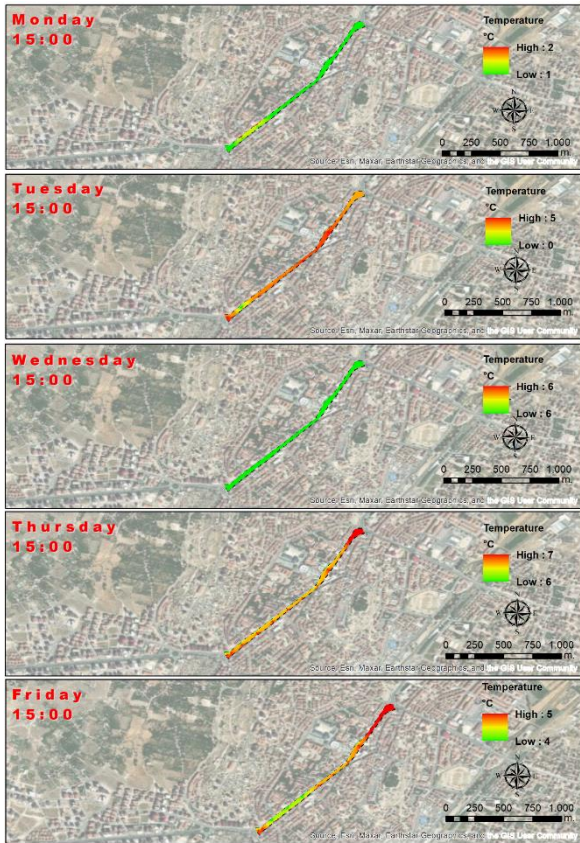 Monday
15:00
Temperature
°C
High : 2
Low : 1
N
W E
S
0 250 500 750 1.000
m.
Source: Esri, Maxar, Earthstar Geographics, and the GIS User Community
Tuesday
15:00
Temperature
°C
High : 5
Low : 0
N
W E
S
0 250 500 750 1.000
m.
Source: Esri, Maxar, Earthstar Geographics, and the GIS User Community
Wednesday
15:00
Temperature
°C
High : 6
Low : 6
N
W E
S
0 250 500 750 1.000
m.
Source: Esri, Maxar, Earthstar Geographics, and the GIS User Community
Thursday
15:00
Temperature
°C
High : 7
Low : 6
N
W E
S
0 250 500 750 1.000
m.
Source: Esri, Maxar, Earthstar Geographics, and the GIS User Community
Friday
15:00
Temperature
°C
High : 5
Low : 4
N
W E
S
0 250 500 750 1.000
m.
Source: Esri, Maxar, Earthstar Geographics, and the GIS User Community